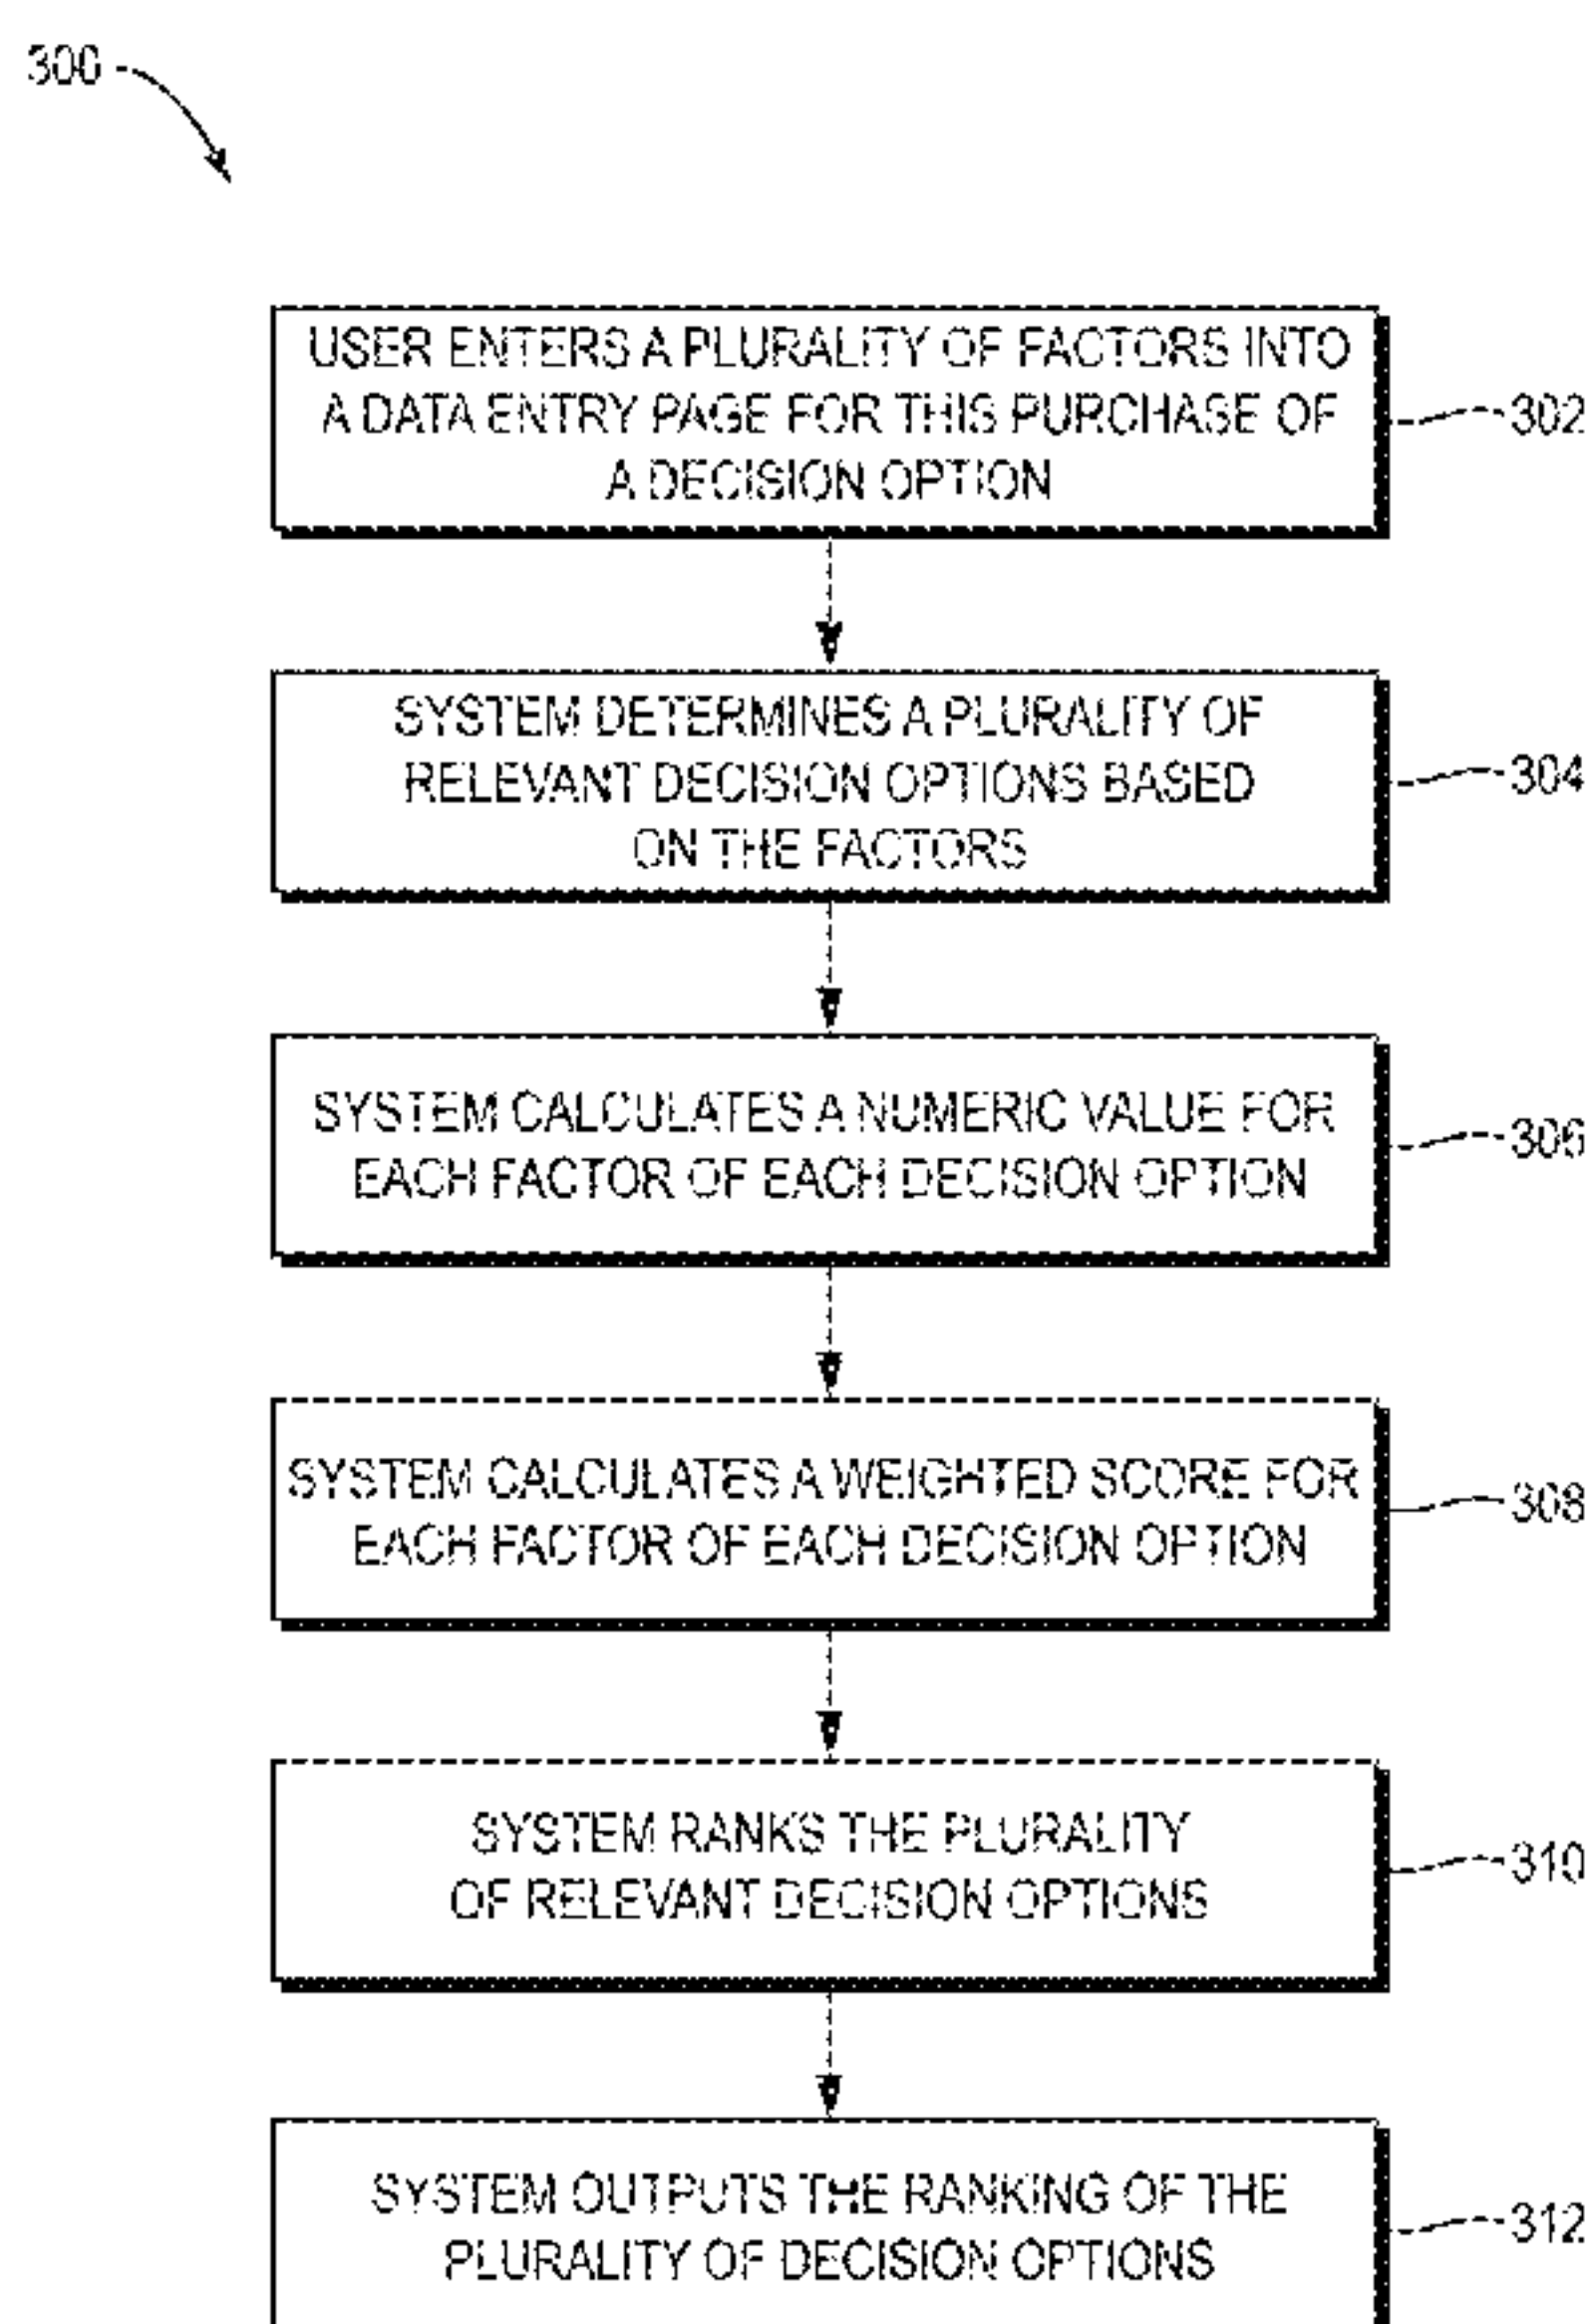 300
USER ENTERS A PLURALITY OF FACTORS INTO
A DATA ENTRY PAGE FOR THIS PURCHASE OF
A DECISION OPTION
302
SYSTEM DETERMINES A PLURALITY OF
RELEVANT DECISION OPTIONS BASED
ON THE FACTORS
304
SYSTEM CALCULATES A NUMERIC VALUE FOR
EACH FACTOR OF EACH DECISION OPTION
306
SYSTEM CALCULATES A WEIGHTED SCORE FOR
EACH FACTOR OF EACH DECISION OPTION
308
SYSTEM RANKS THE PLURALITY
OF RELEVANT DECISION OPTIONS
310
SYSTEM OUTPUTS THE RANKING OF THE
PLURALITY OF DECISION OPTIONS
312